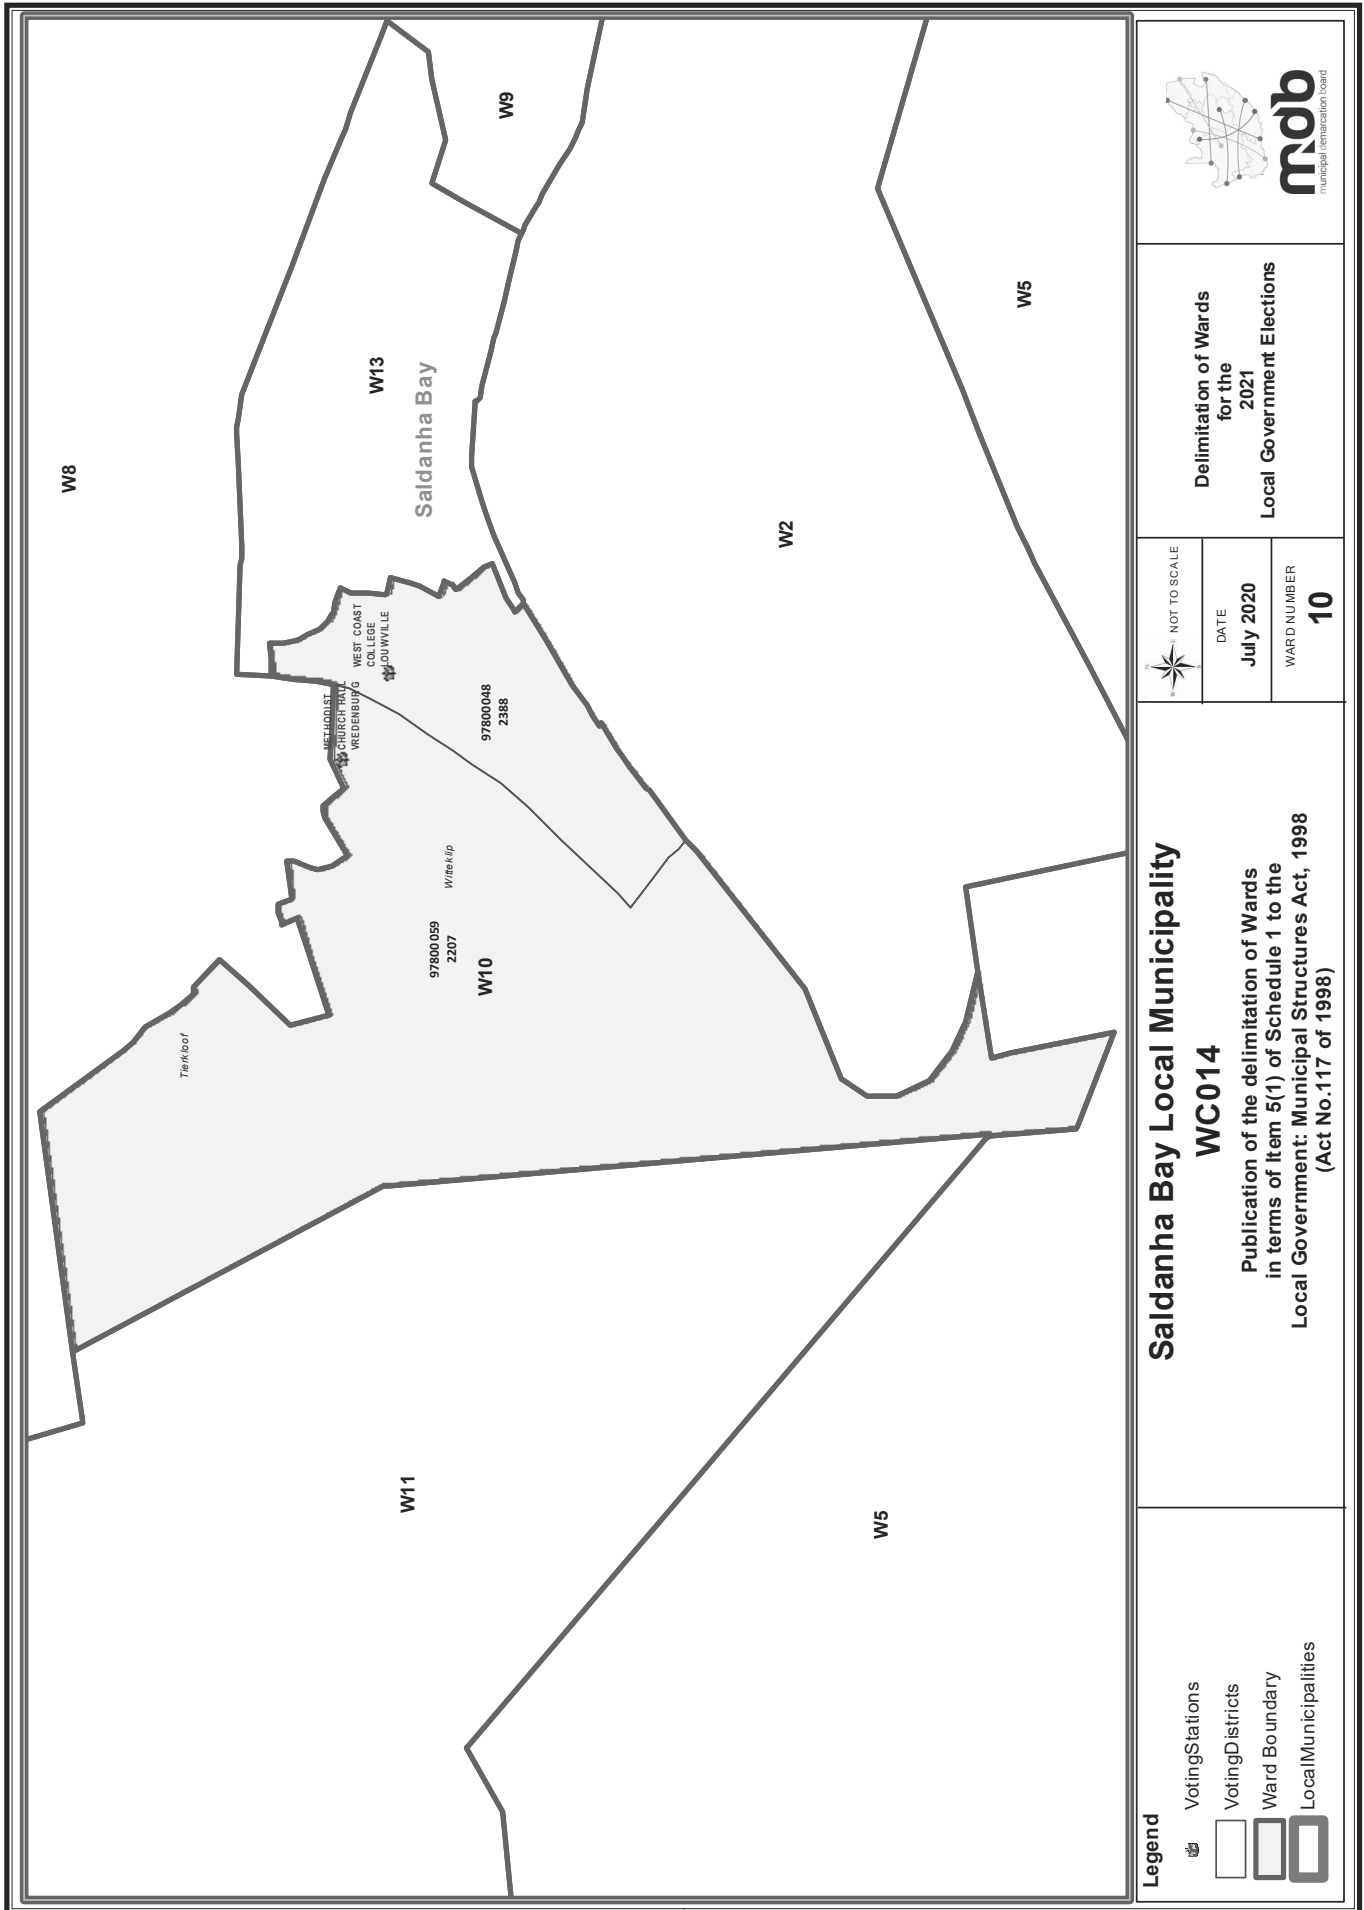 W8
W9
W13
Saldanha Bay
W2
W5
METHODIST
CHURCH HALL
VREDENBURG
WEST COAST
COLLEGE
LOUWVILLE
97800048
2388
Witteklip
97800059
2207
W10
Tierkloof
W11
W5
Legend
VotingStations
VotingDistricts
Ward Boundary
LocalMunicipalities
Saldanha Bay Local Municipality
WC014
Publication of the delimitation of Wards
in terms of Item 5(1) of Schedule 1 to the
Local Government: Municipal Structures Act, 1998
(Act No.117 of 1998)
N
E
S
W
NOT TO SCALE
DATE
July 2020
WARD NUMBER
10
Delimitation of Wards
for the
2021
Local Government Elections
mdb
municipal demarcation board